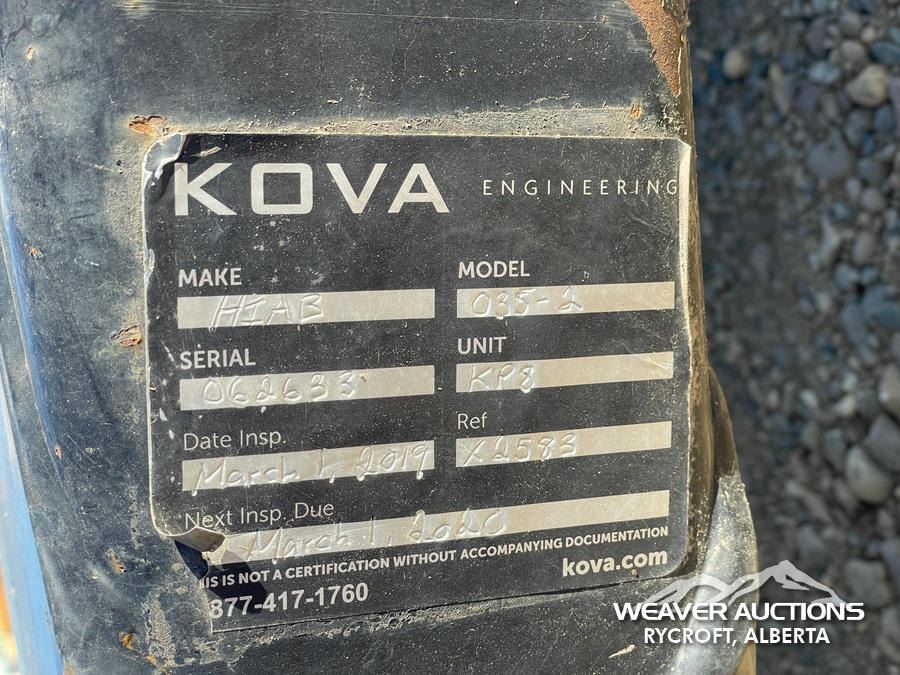 KOVA ENGINEERING
MAKE
HIAB
MODEL
035-2
SERIAL
062633
UNIT
KP8
Date Insp.
March 1, 2019
Ref
X2583
Next Insp. Due
March 1, 2020
THIS IS NOT A CERTIFICATION WITHOUT ACCOMPANYING DOCUMENTATION
877-417-1760
kova.com
WEAVER AUCTIONS
RYCROFT, ALBERTA